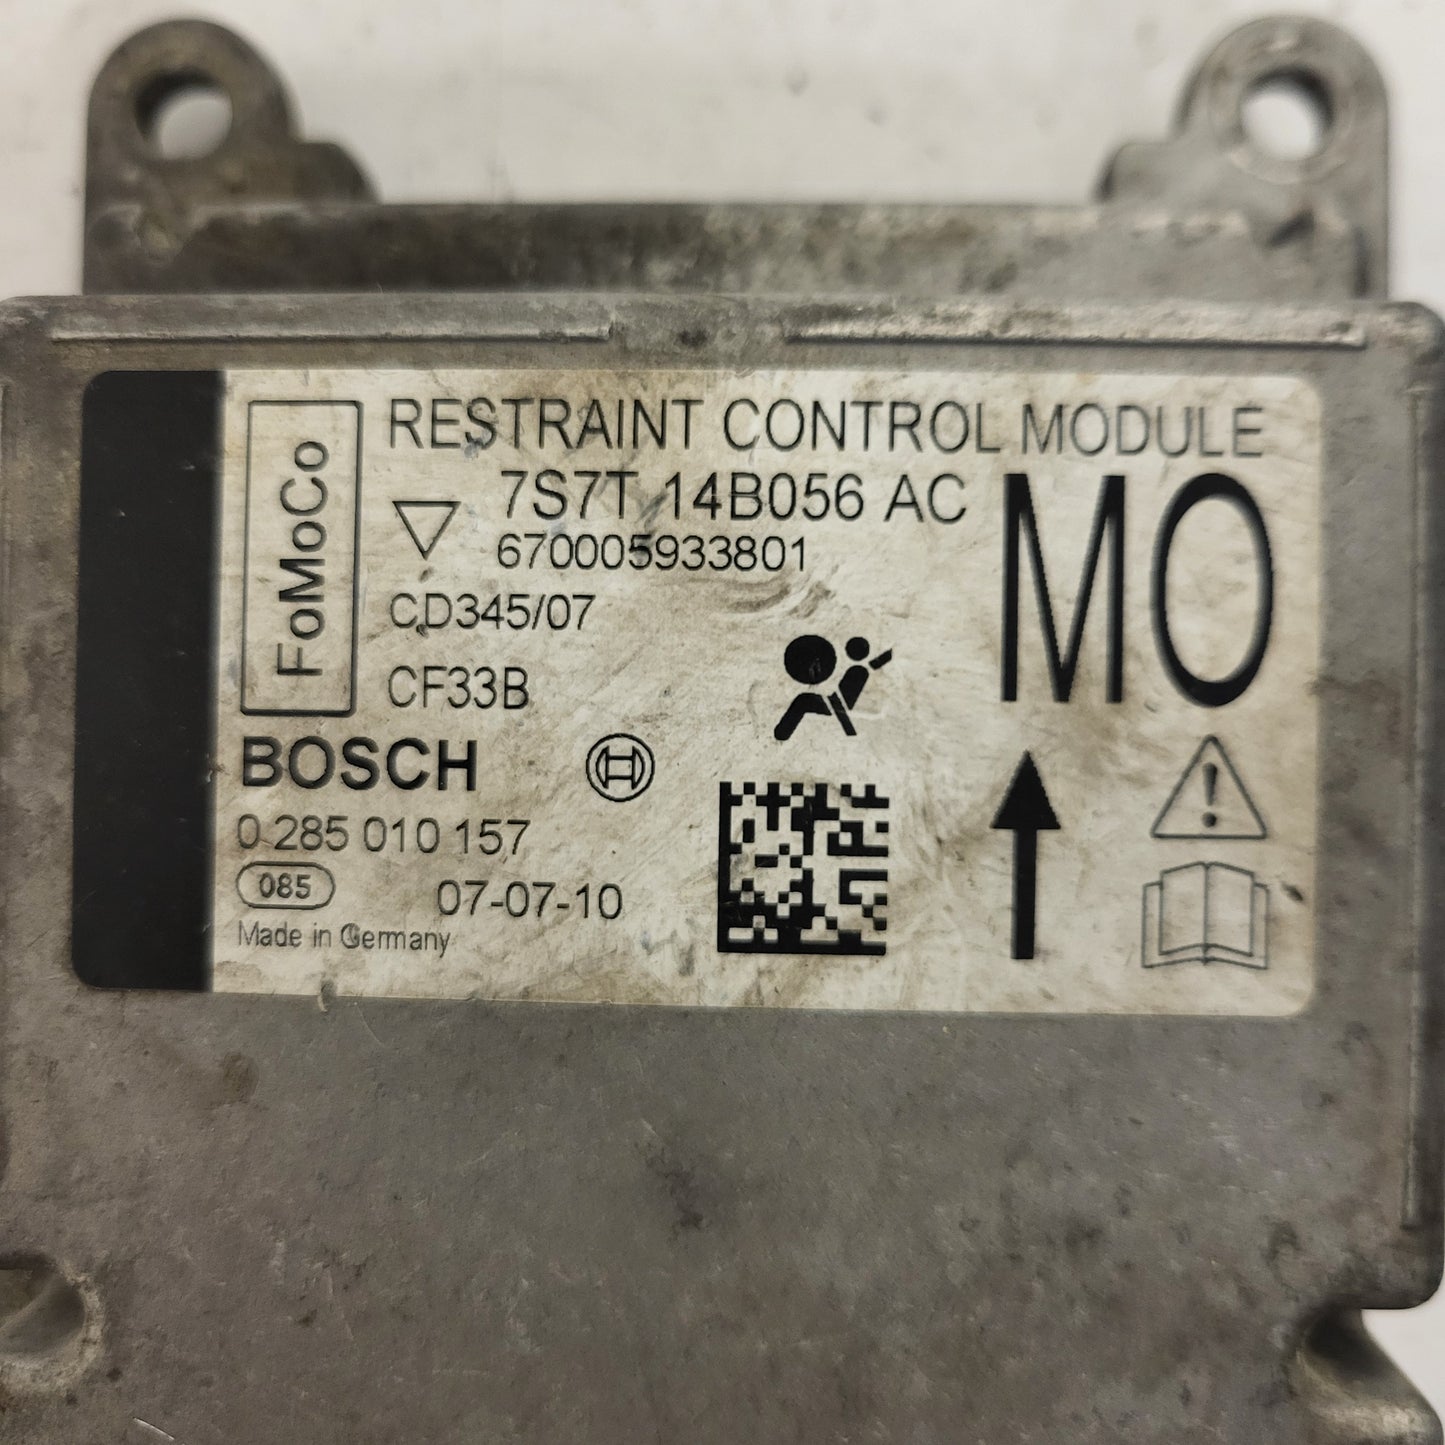 FoMoCo
RESTRAINT CONTROL MODULE
7S7T 14B056 AC
670005933801
CD345/07
CF33B
MO
BOSCH
0 285 010 157
085
07-07-10
Made in Germany